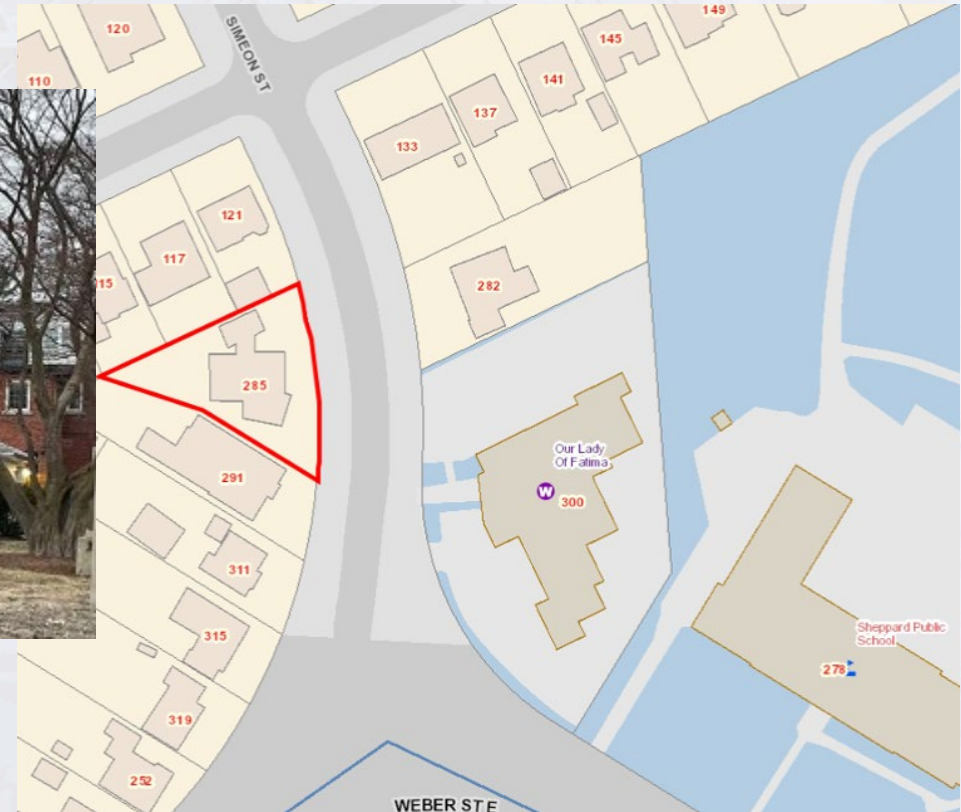 120
SIMEON ST
149
145
110
141
137
133
121
117
15
282
285
Our Lady
Of Fatima
W
300
291
311
315
Sheppard Public
School
278
319
252
WEBER ST E